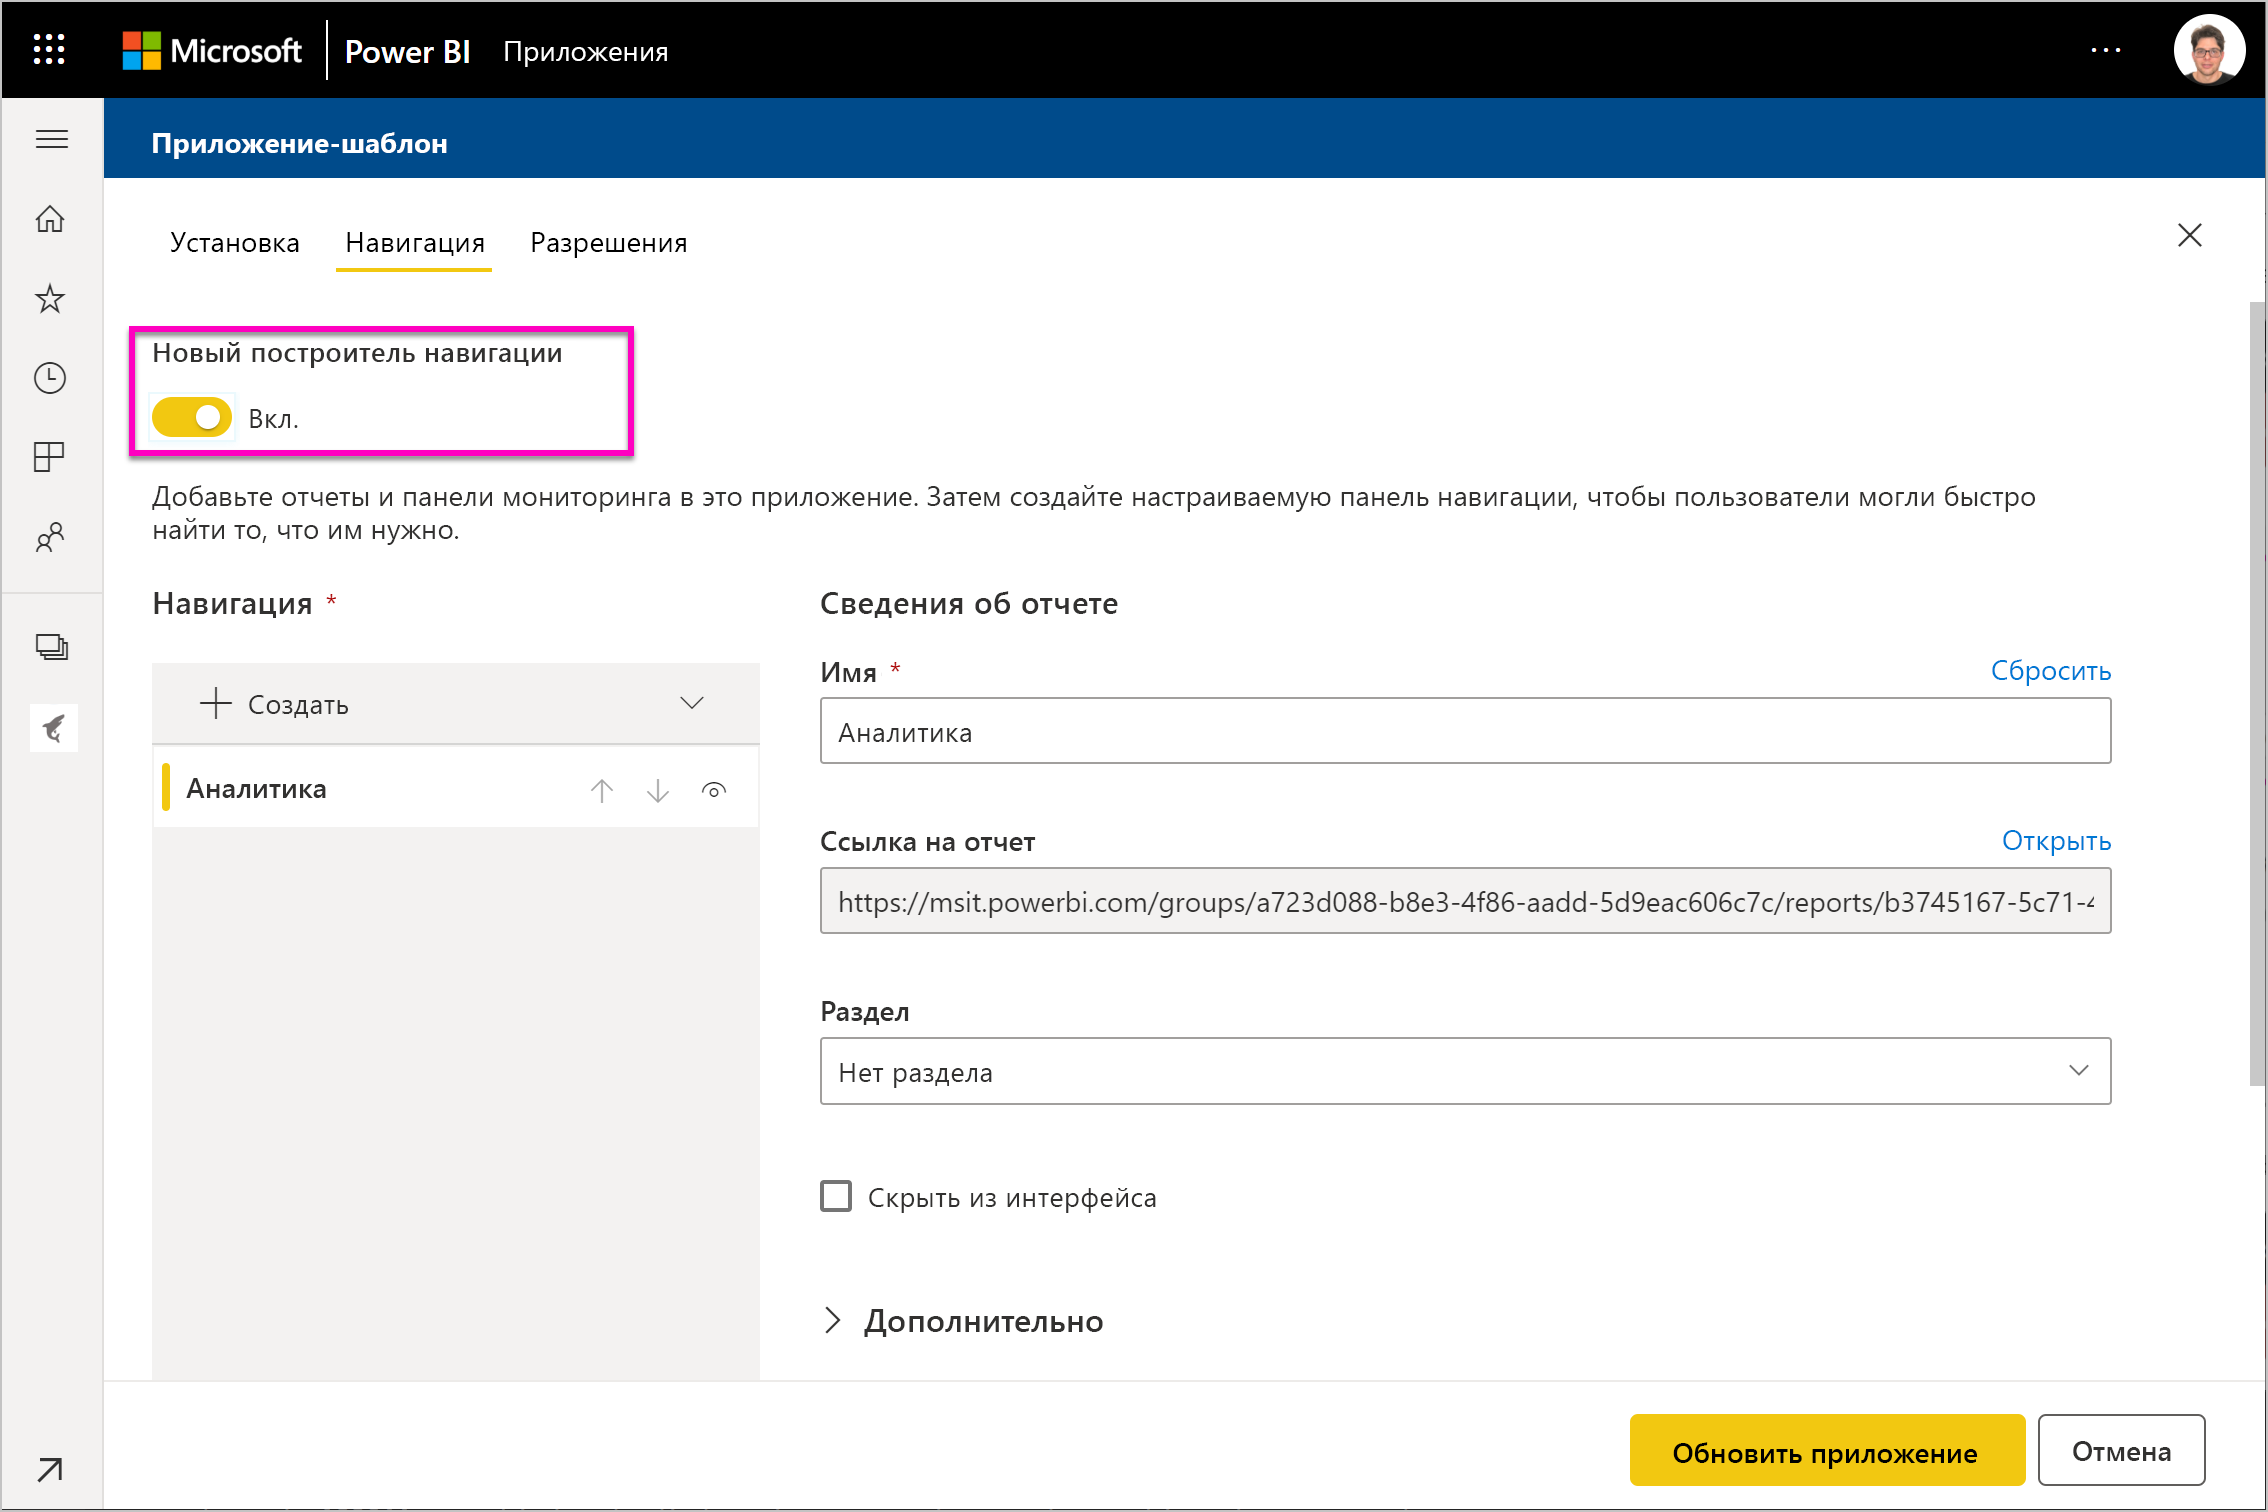 Microsoft Power BI Приложения
Приложение-шаблон
Установка Навигация Разрешения
Новый построитель навигации
Вкл.
Добавьте отчеты и панели мониторинга в это приложение. Затем создайте настраиваемую панель навигации, чтобы пользователи могли быстро
найти то, что им нужно.
Навигация *
Создать
Аналитика
Сведения об отчете
Имя * Сбросить
Аналитика
Ссылка на отчет Открыть
https://msit.powerbi.com/groups/a723d088-b8e3-4f86-aadd-5d9eac606c7c/reports/b3745167-5c71-4
Раздел
Нет раздела
Скрыть из интерфейса
Дополнительно
Обновить приложение Отмена